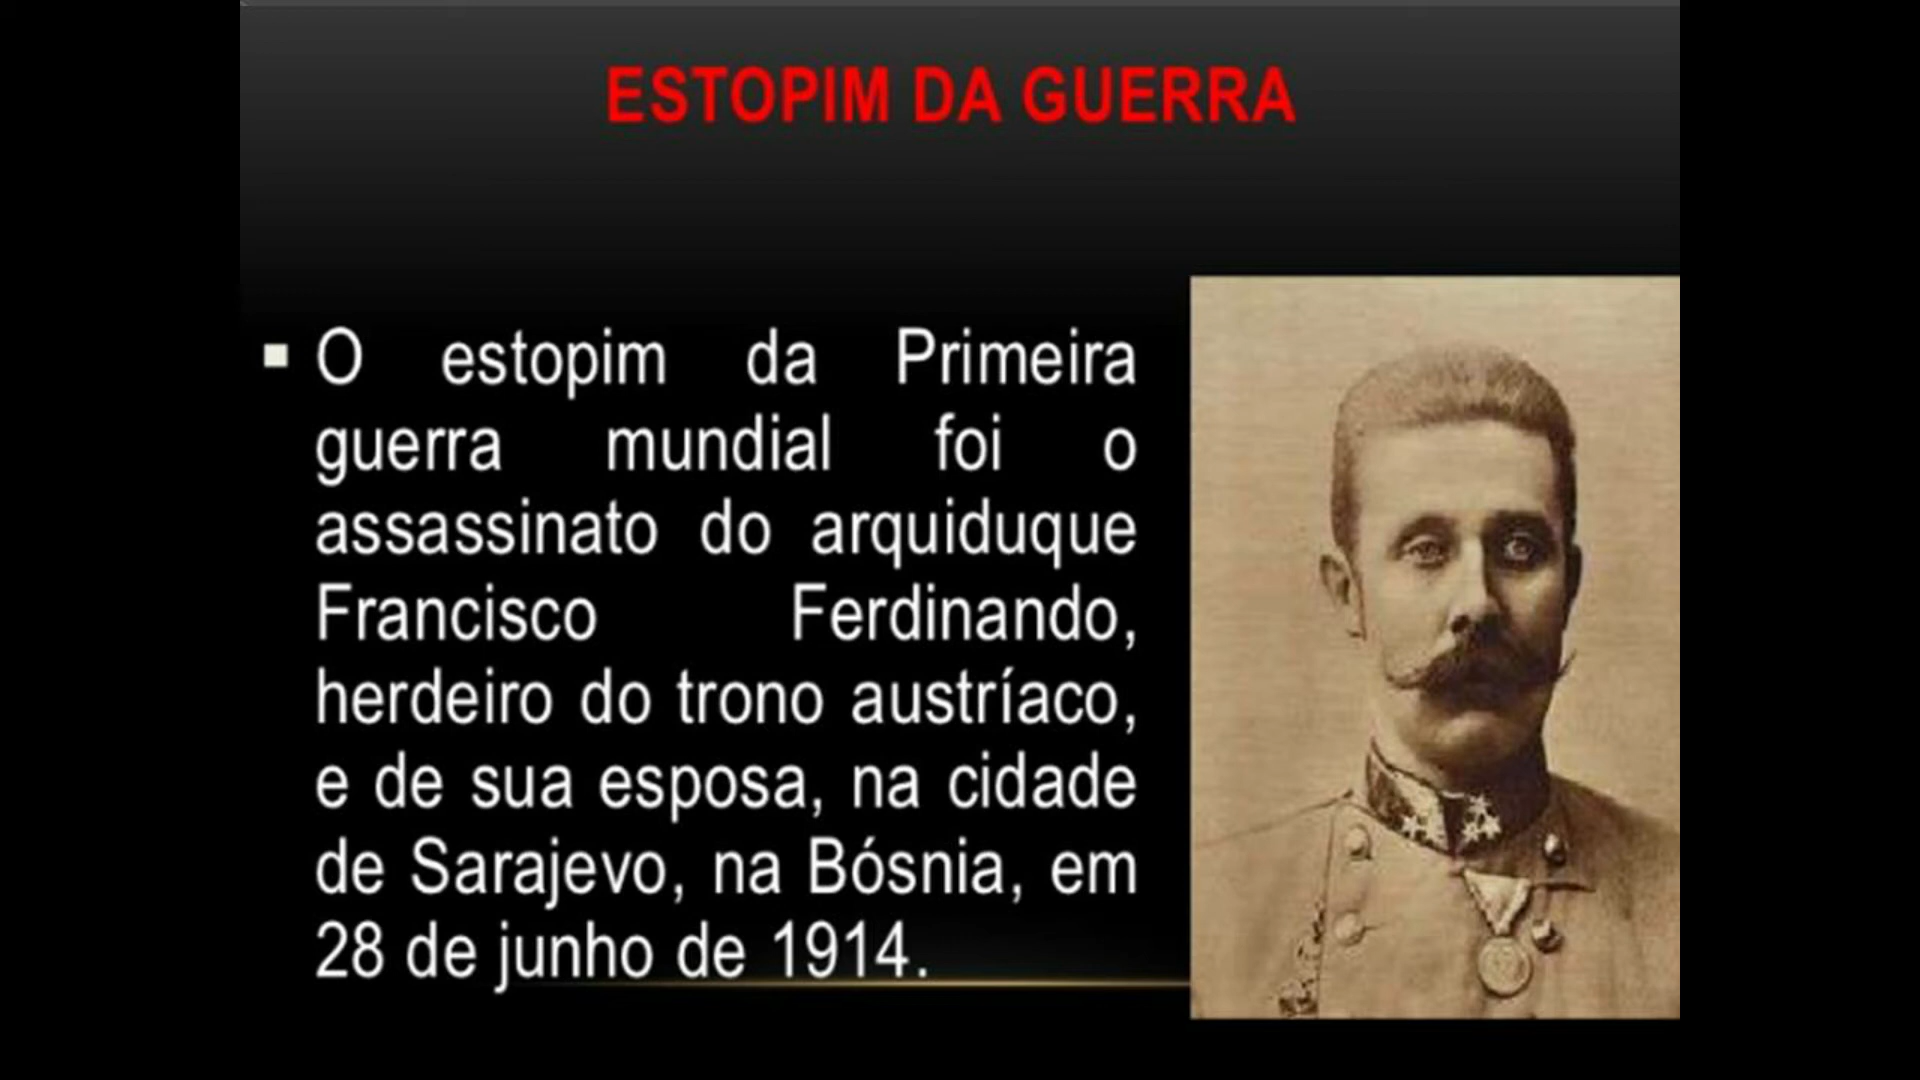 ESTOPIM DA GUERRA
O estopim da Primeira
guerra mundial foi o
assassinato do arquiduque
Francisco Ferdinando,
herdeiro do trono austríaco,
e de sua esposa, na cidade
de Sarajevo, na Bósnia, em
28 de junho de 1914.